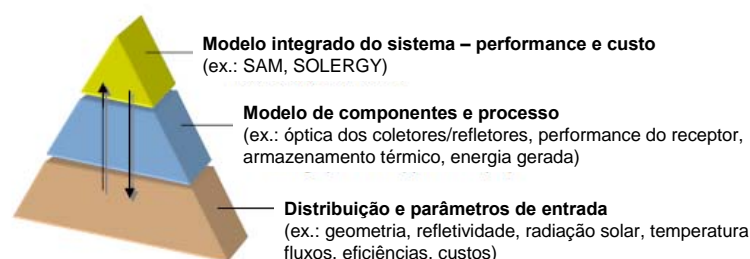 Modelo integrado do sistema – performance e custo
(ex.: SAM, SOLERGY)
Modelo de componentes e processo
(ex.: óptica dos coletores/refletores, performance do receptor,
armazenamento térmico, energia gerada)
Distribuição e parâmetros de entrada
(ex.: geometria, refletividade, radiação solar, temperatura
fluxos, eficiências, custos)